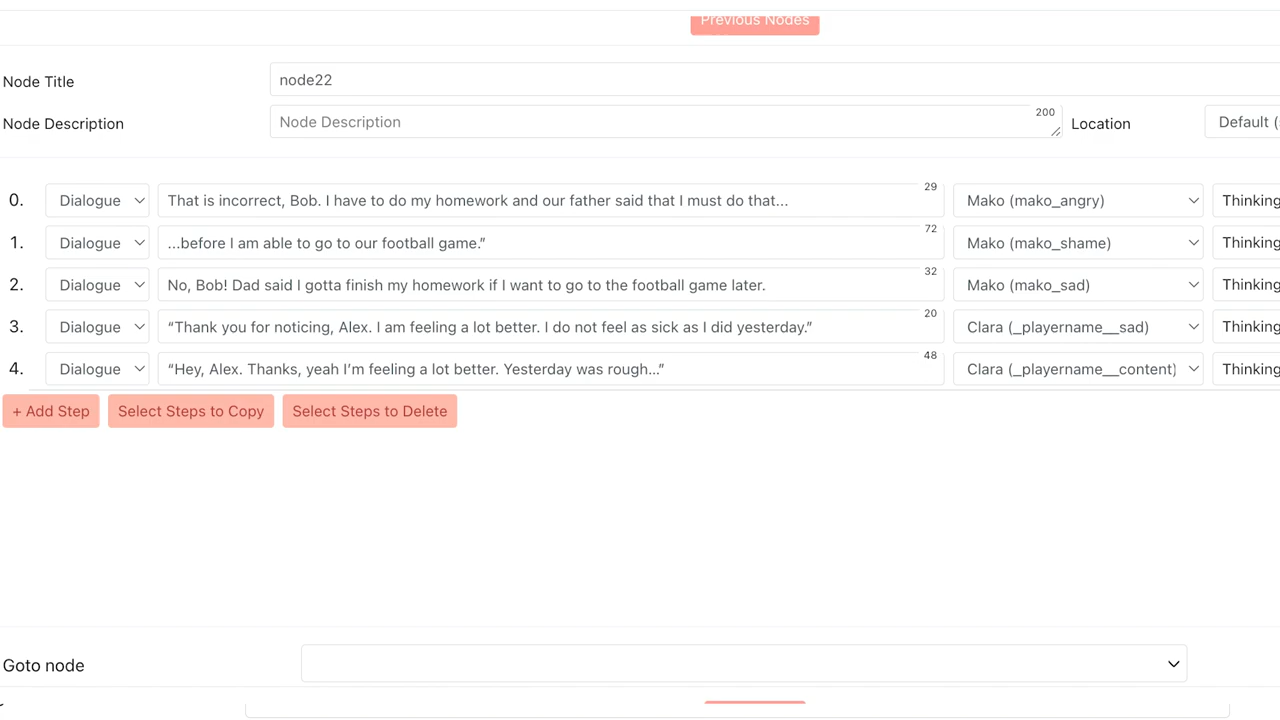 Previous Nodes
Node Title
node22
Node Description
Node Description
200
Location
Default (
0.
Dialogue
That is incorrect, Bob. I have to do my homework and our father said that I must do that...
29
Mako (mako_angry)
Thinking
1.
Dialogue
...before I am able to go to our football game.”
72
Mako (mako_shame)
Thinking
2.
Dialogue
No, Bob! Dad said I gotta finish my homework if I want to go to the football game later.
32
Mako (mako_sad)
Thinking
3.
Dialogue
“Thank you for noticing, Alex. I am feeling a lot better. I do not feel as sick as I did yesterday.”
20
Clara (_playername__sad)
Thinking
4.
Dialogue
“Hey, Alex. Thanks, yeah I’m feeling a lot better. Yesterday was rough...”
48
Clara (_playername__content)
Thinking
+ Add Step
Select Steps to Copy
Select Steps to Delete
Goto node